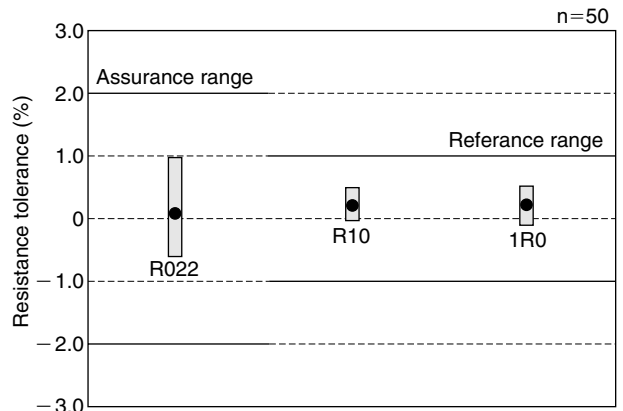 n=50
Resistance tolerance (%)
3.0
2.0
1.0
0
−1.0
−2.0
−3.0
Assurance range
Referance range
R022
R10
1R0